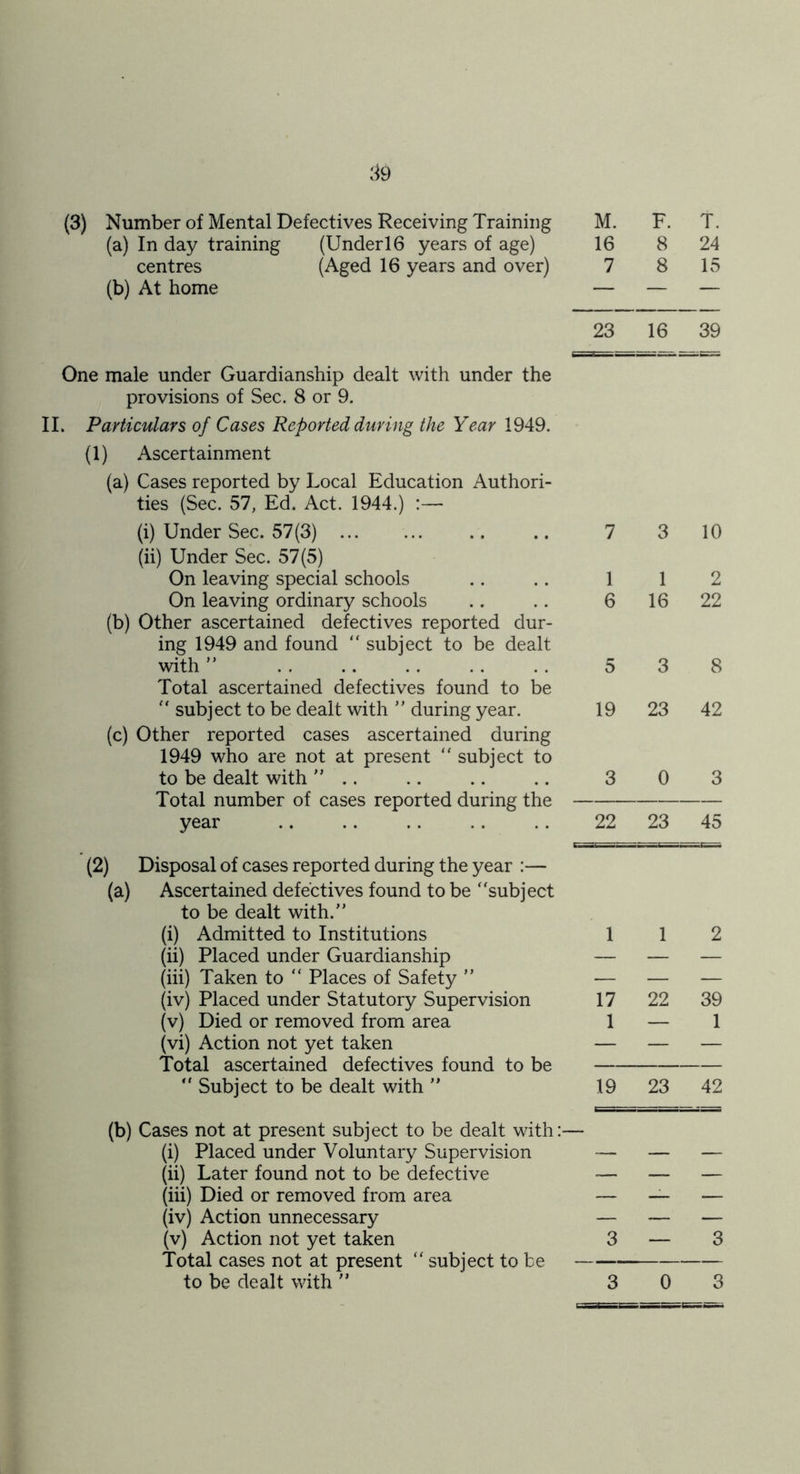 39
(3) Number of Mental Defectives Receiving Training M. F. T.
(a) In day training (Under16 years of age) 16 8 24
centres (Aged 16 years and over) 7 8 15
(b) At home — — —
23 16 39
One male under Guardianship dealt with under the
provisions of Sec. 8 or 9.
II. Particulars of Cases Reported during the Year 1949.
(1) Ascertainment
(a) Cases reported by Local Education Authori-
ties (Sec. 57, Ed. Act. 1944.) :—
(i) Under Sec. 57(3) ... ... .. .. 7 3 10
(ii) Under Sec. 57(5)
On leaving special schools .. .. 1 1 2
On leaving ordinary schools .. .. 6 16 22
(b) Other ascertained defectives reported dur-
ing 1949 and found " subject to be dealt
with " .. .. .. .. .. 5 3 8
Total ascertained defectives found to be
" subject to be dealt with " during year. 19 23 42
(c) Other reported cases ascertained during
1949 who are not at present " subject to
to be dealt with " .. .. .. .. 3 0 3
Total number of cases reported during the
year .. .. .. .. .. 22 23 45
(2) Disposal of cases reported during the year :—
(a) Ascertained defectives found to be "subject
to be dealt with."
(i) Admitted to Institutions 1 1 2
(ii) Placed under Guardianship — — —
(iii) Taken to " Places of Safety " — — —
(iv) Placed under Statutory Supervision 17 22 39
(v) Died or removed from area 1 — 1
(vi) Action not yet taken — — —
Total ascertained defectives found to be
" Subject to be dealt with " 19 23 42
(b) Cases not at present subject to be dealt with:—
(i) Placed under Voluntary Supervision — — —
(ii) Later found not to be defective — — —
(iii) Died or removed from area — — —
(iv) Action unnecessary — — —
(v) Action not yet taken 3 — 3
Total cases not at present " subject to be
to be dealt with " 3 0 3